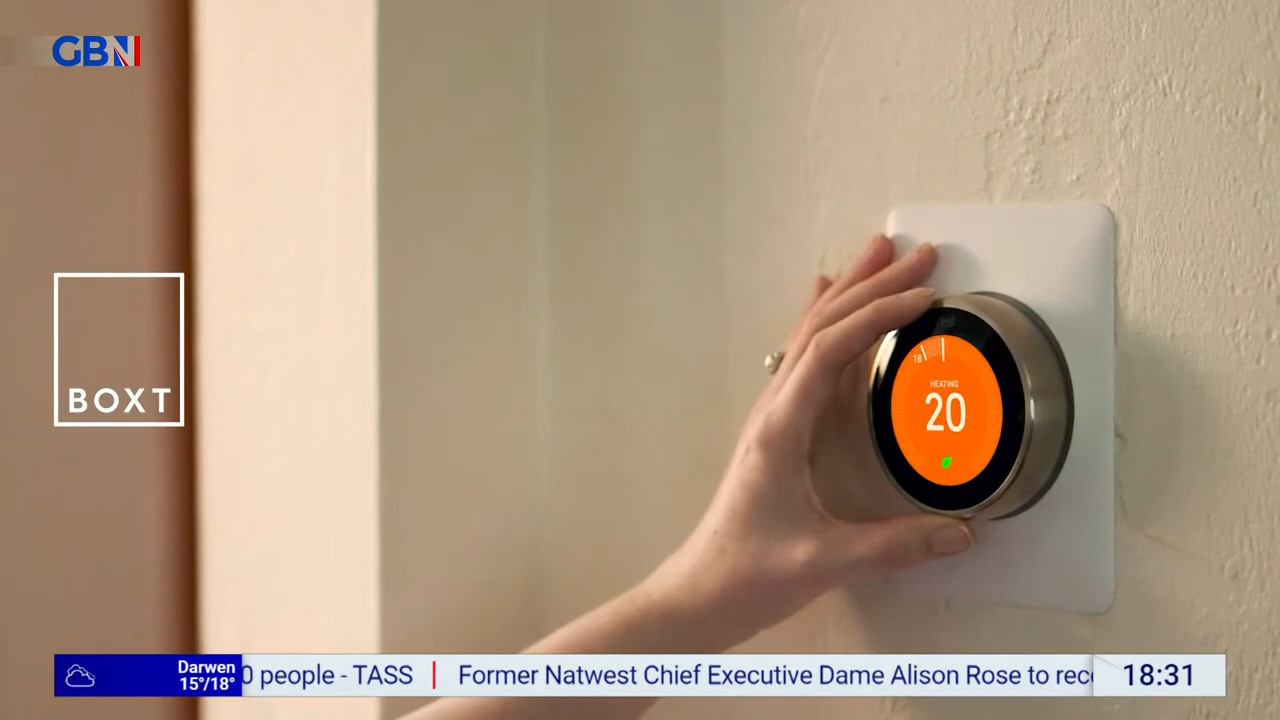 GBN
18
HEATING
20
BOXT
Darwen
15°/18°
0 people - TASS | Former Natwest Chief Executive Dame Alison Rose to rec
18:31